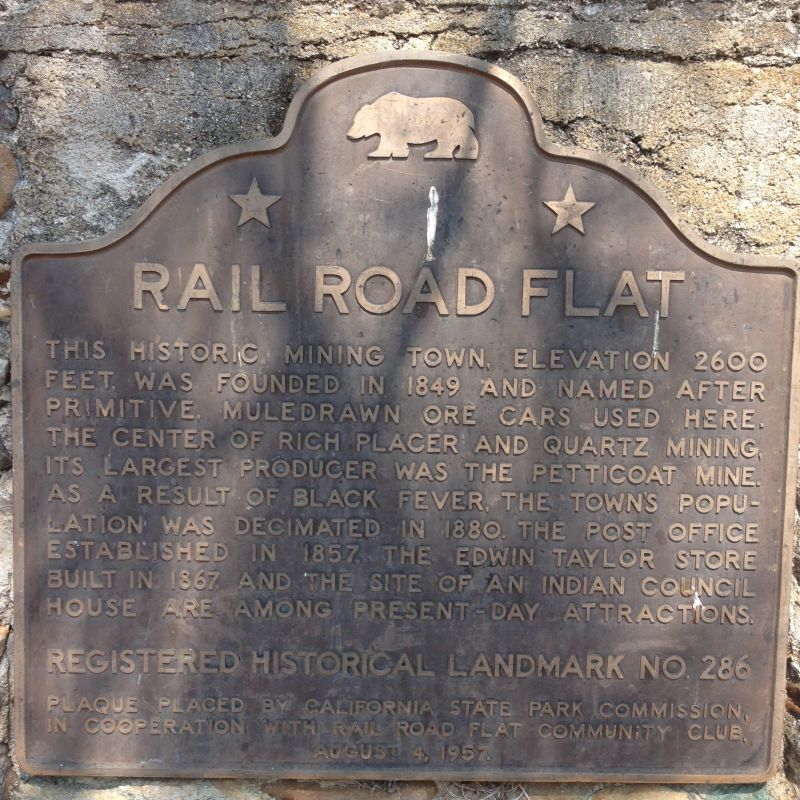 RAIL ROAD FLAT
THIS HISTORIC, MINING TOWN, ELEVATION 2600
FEET, WAS FOUNDED IN 1849 AND NAMED AFTER
PRIMITIVE, MULEDRAWN ORE CARS USED HERE.
THE CENTER OF RICH PLACER AND QUARTZ MINING,
ITS LARGEST PRODUCER WAS THE PETTICOAT MINE.
AS A RESULT OF BLACK FEVER, THE TOWN'S POPU-
LATION WAS DECIMATED IN 1880. THE POST OFFICE
ESTABLISHED IN 1857, THE EDWIN TAYLOR STORE
BUILT IN 1867 AND THE SITE OF AN INDIAN COUNCIL
HOUSE ARE AMONG PRESENT-DAY ATTRACTIONS.
REGISTERED HISTORICAL LANDMARK NO. 286
PLAQUE PLACED BY CALIFORNIA STATE PARK COMMISSION,
IN COOPERATION WITH RAIL ROAD FLAT COMMUNITY CLUB,
AUGUST 4, 1957.